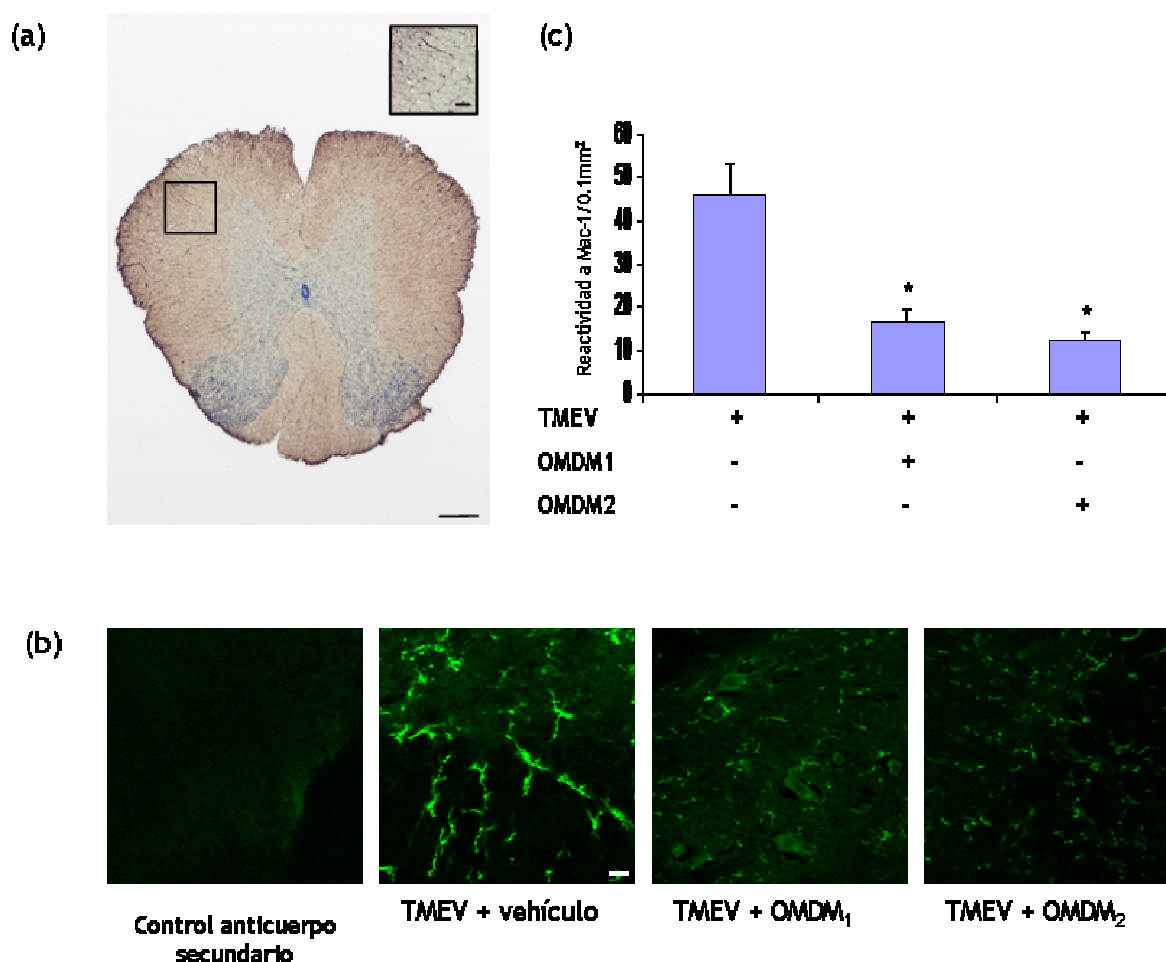 (a)
(c)
Reactividad a Mac-1/0.1mm²
60
50
40
30
20
10
0
*
*
TMEV + + +
OMDM1 - + -
OMDM2 - - +
(b)
Control anticuerpo
secundario
TMEV + vehículo
TMEV + OMDM₁
TMEV + OMDM₂